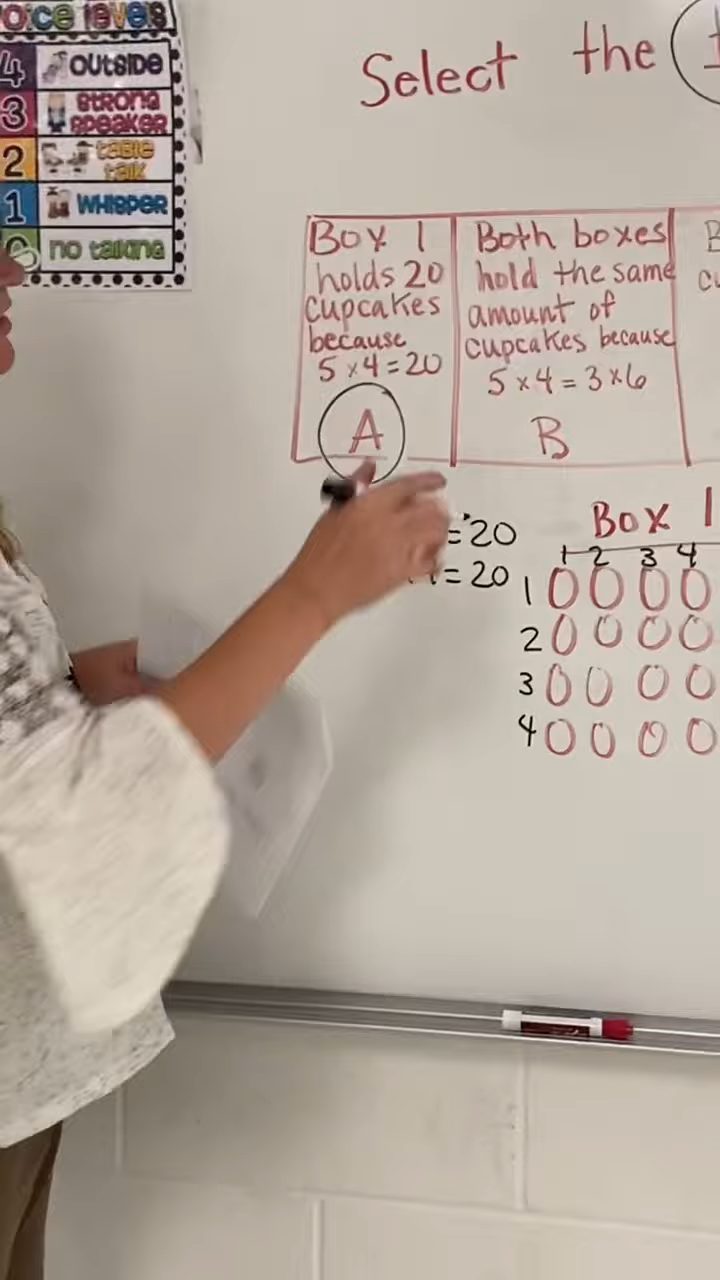 voice levels
4 OUTSIDE
3 strong speaker
2 table talk
1 WHISPER
0 no talking
Select the
Box 1
holds 20
cupcakes
because
5 x 4 = 20
A
Both boxes
hold the same
amount of
cupcakes because
5 x 4 = 3 x 6
B
= 20
= 20
Box 1
1 2 3 4
1
2
3
4